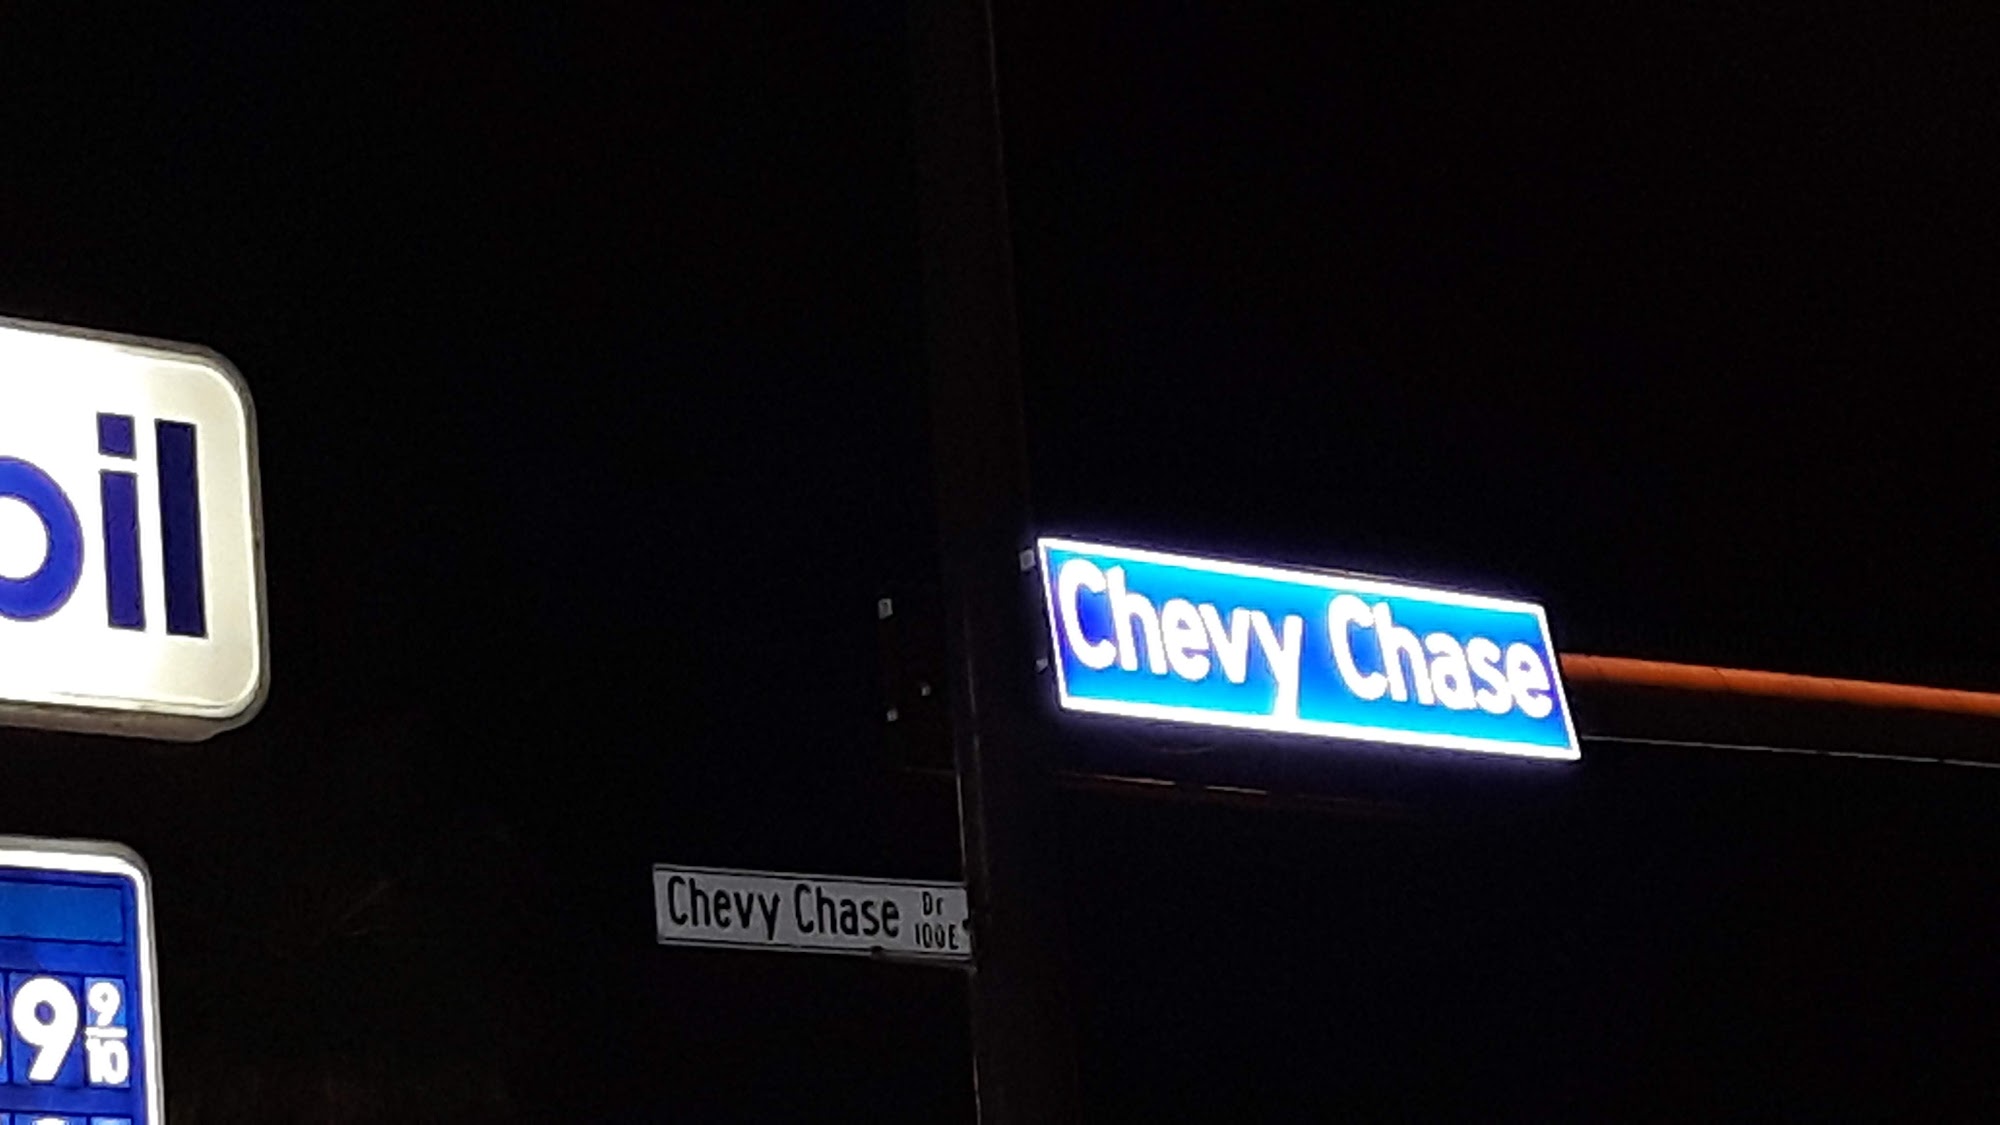 oil
Chevy Chase
Chevy Chase Dr
100E
9 9/10